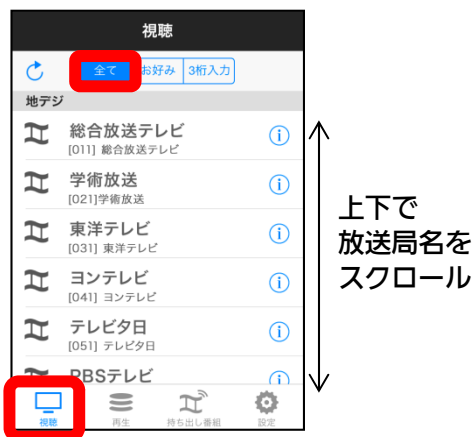 視聴
全て
お好み
3桁入力
地デジ
総合放送テレビ
[011] 総合放送テレビ
学術放送
[021]学術放送
東洋テレビ
[031] 東洋テレビ
ヨンテレビ
[041] ヨンテレビ
テレビタ日
[051] テレビタ日
PBSテレビ
視聴
再生
持ち出し番組
設定
上下で
放送局名を
スクロール